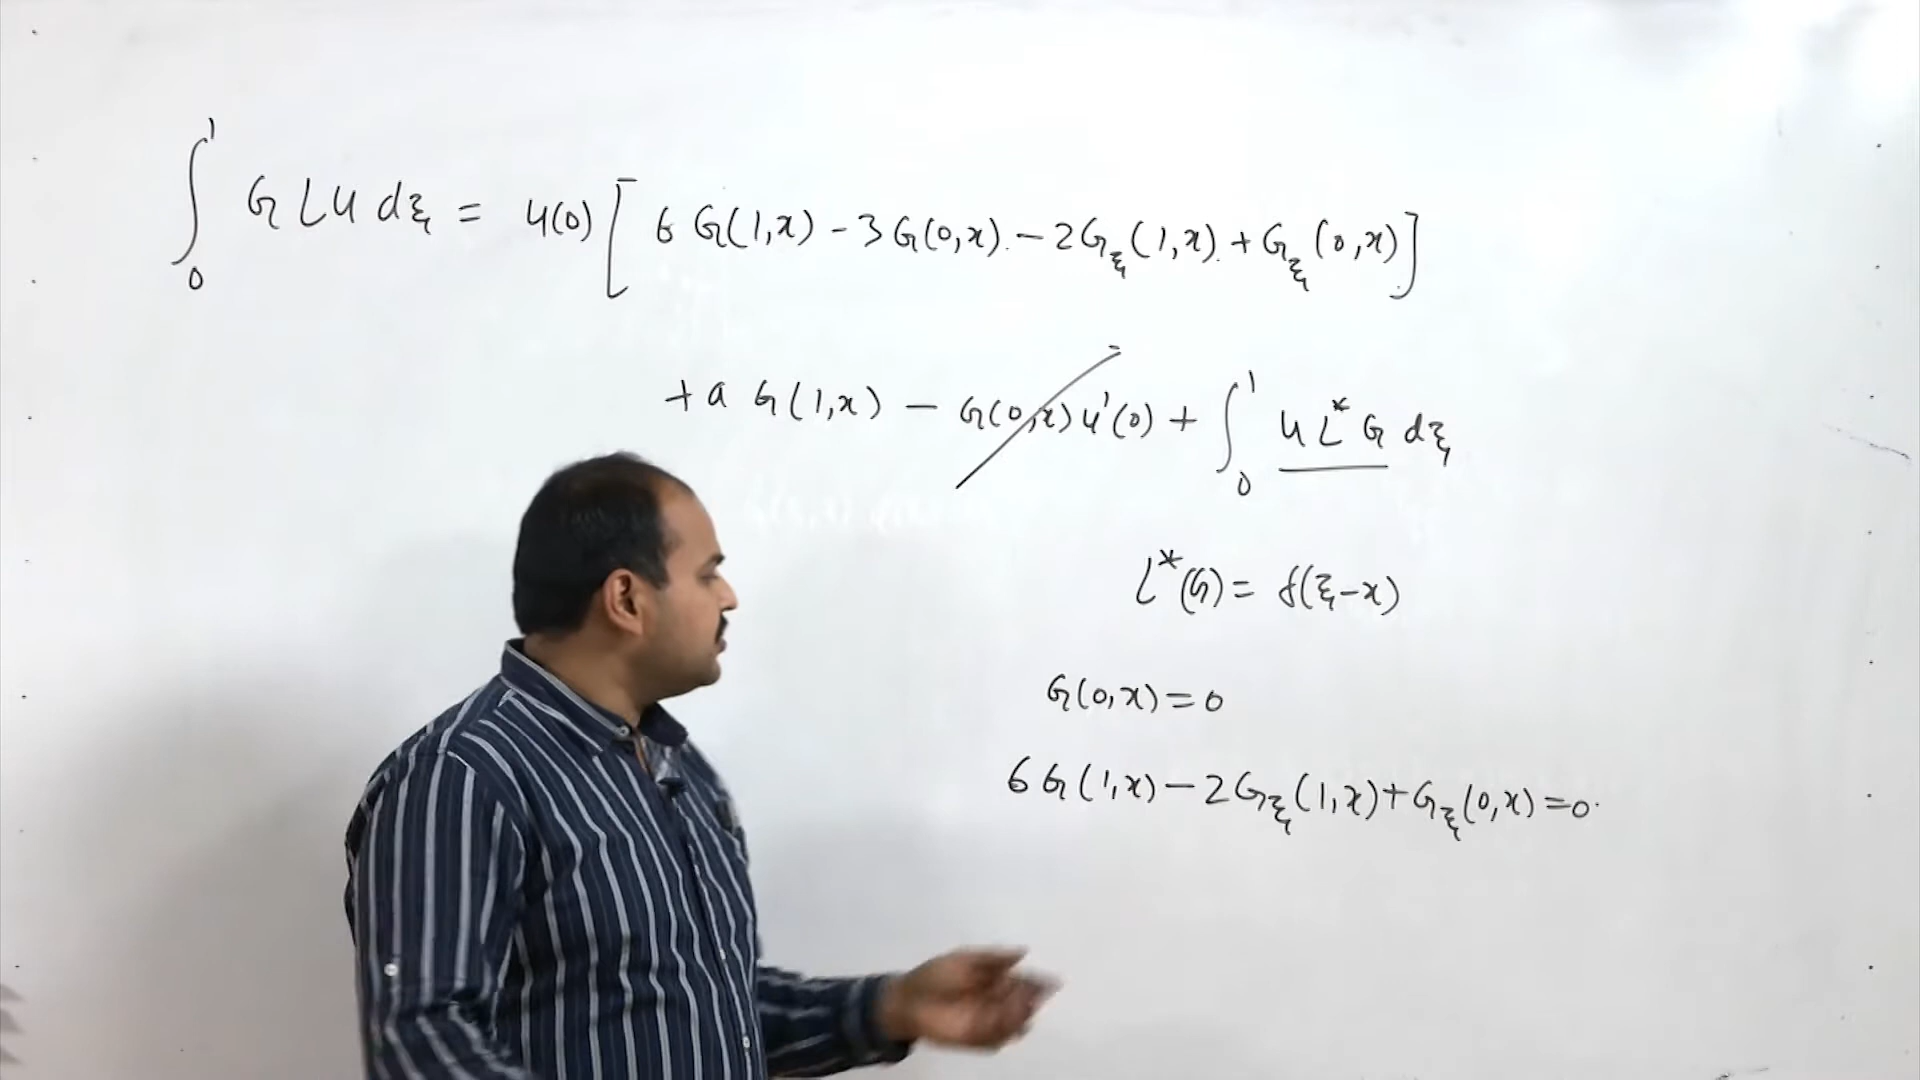 ∫₀¹ G L u dξ = u(0) [ 6 G(1,x) - 3 G(0,x) - 2 G_ξ (1,x) + G_ξ (0,x) ]
+ a G(1,x) - G(0,x) u'(0) + ∫₀¹ u L* G dξ
L*(G) = δ(ξ-x)
G(0,x) = 0
6 G(1,x) - 2 G_ξ (1,x) + G_ξ (0,x) = 0